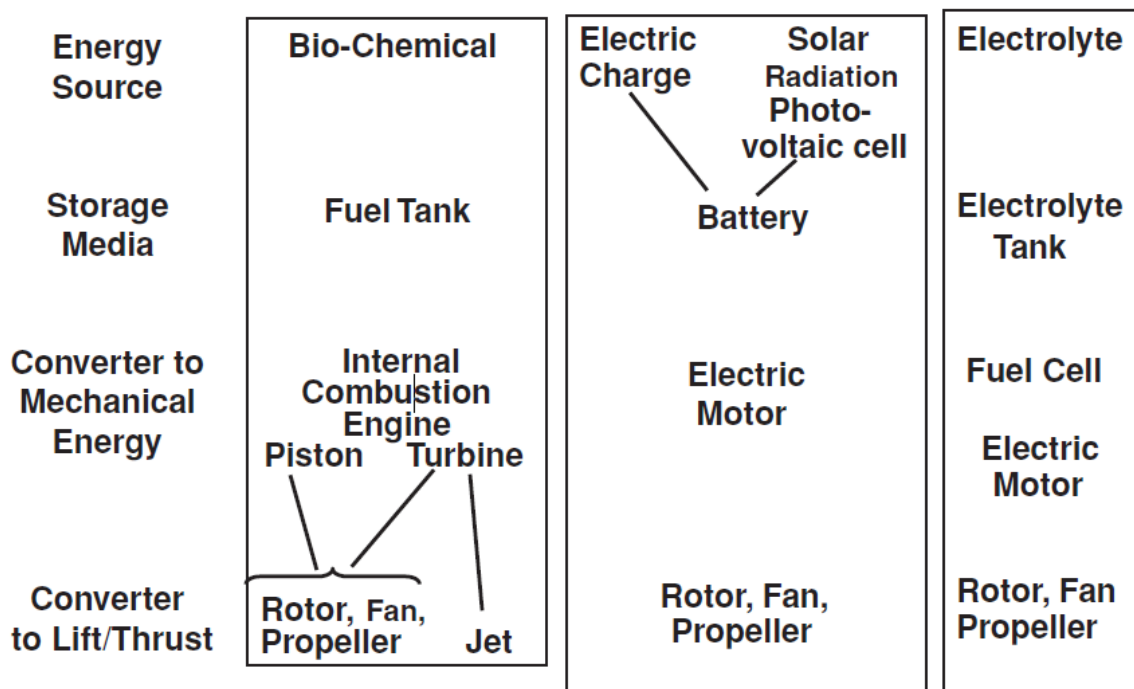 Energy
Source
Bio-Chemical
Electric
Charge
Solar
Radiation
Photo-
voltaic cell
Electrolyte
Storage
Media
Fuel Tank
Battery
Electrolyte
Tank
Converter to
Mechanical
Energy
Internal
Combustion
Engine
Piston
Turbine
Electric
Motor
Fuel Cell
Electric
Motor
Converter
to Lift/Thrust
Rotor, Fan,
Propeller
Jet
Rotor, Fan,
Propeller
Rotor, Fan
Propeller